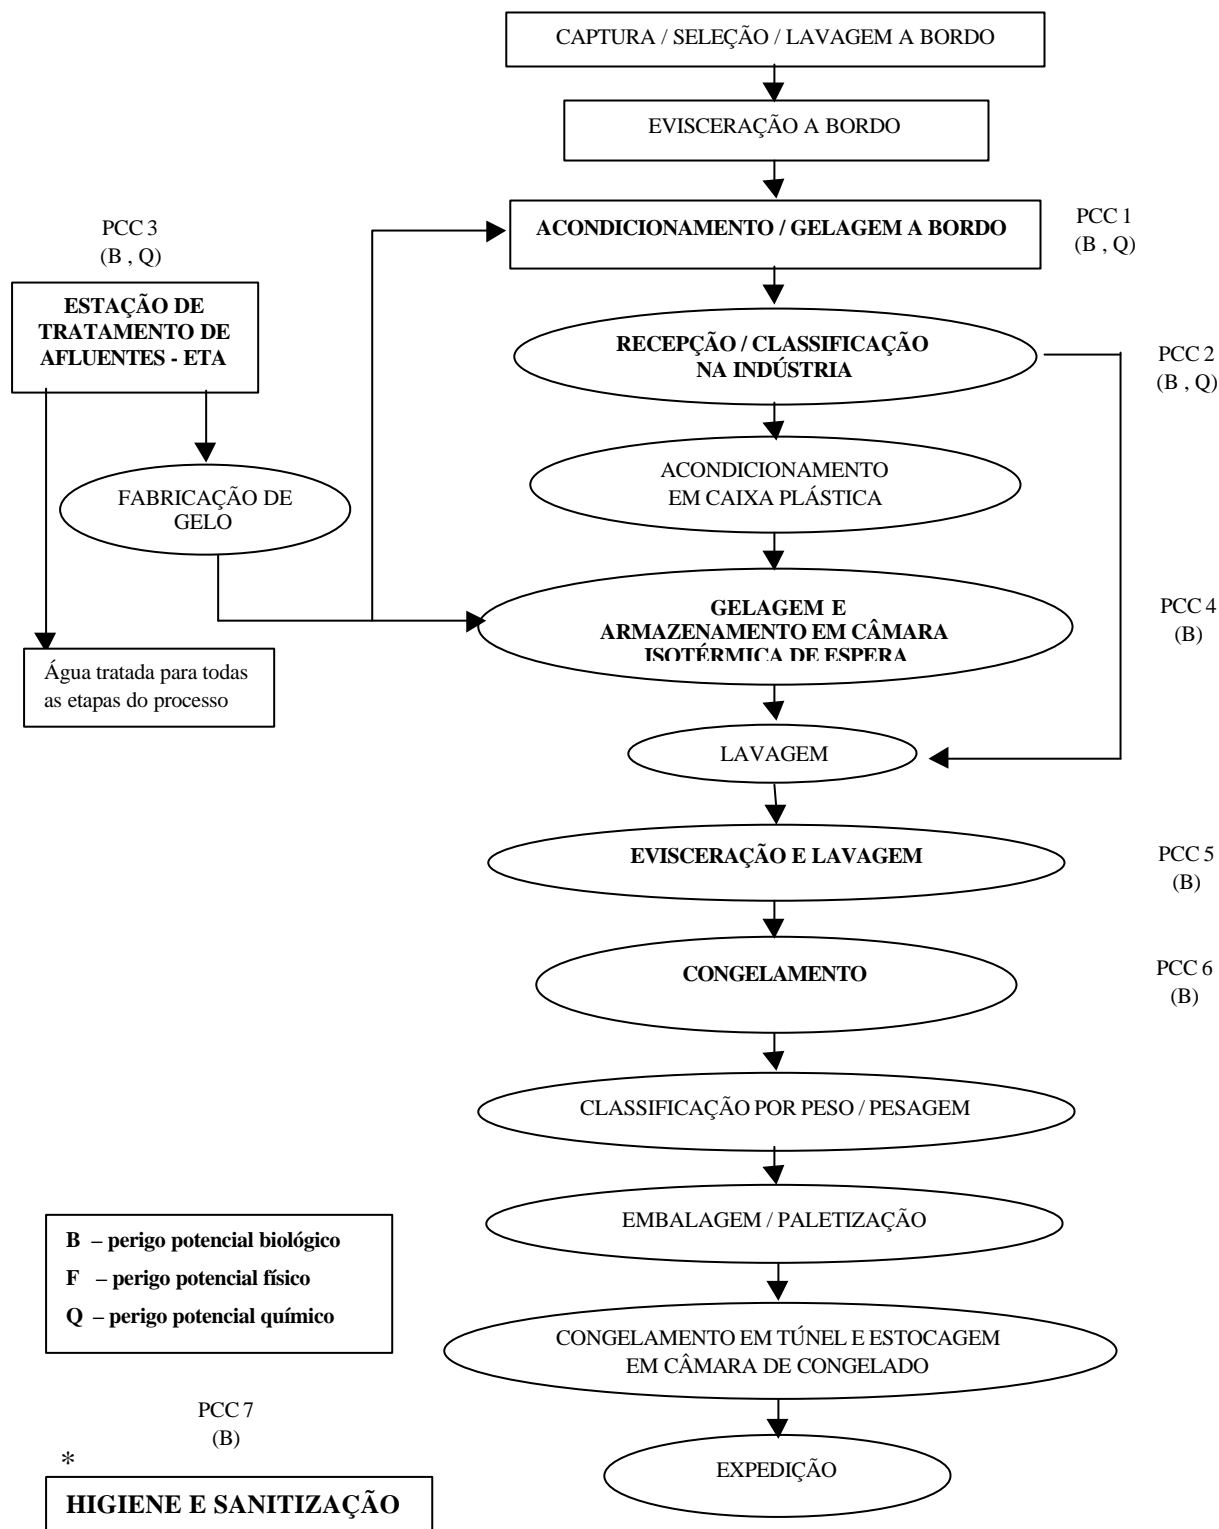 CAPTURA / SELEÇÃO / LAVAGEM A BORDO
EVISCERAÇÃO A BORDO
PCC 3
(B , Q)
ACONDICIONAMENTO / GELAGEM A BORDO
PCC 1
(B , Q)
ESTAÇÃO DE
TRATAMENTO DE
AFLUENTES - ETA
RECEPÇÃO / CLASSIFICAÇÃO
NA INDÚSTRIA
PCC 2
(B , Q)
ACONDICIONAMENTO
EM CAIXA PLÁSTICA
FABRICAÇÃO DE
GELO
GELAGEM E
ARMAZENAMENTO EM CÂMARA
ISOTÉRMICA DE ESPERA
PCC 4
(B)
Água tratada para todas
as etapas do processo
LAVAGEM
EVISCERAÇÃO E LAVAGEM
PCC 5
(B)
CONGELAMENTO
PCC 6
(B)
CLASSIFICAÇÃO POR PESO / PESAGEM
EMBALAGEM / PALETIZAÇÃO
B – perigo potencial biológico
F – perigo potencial físico
Q – perigo potencial químico
CONGELAMENTO EM TÚNEL E ESTOCAGEM
EM CÂMARA DE CONGELADO
PCC 7
(B)
*
HIGIENE E SANITIZAÇÃO
EXPEDIÇÃO